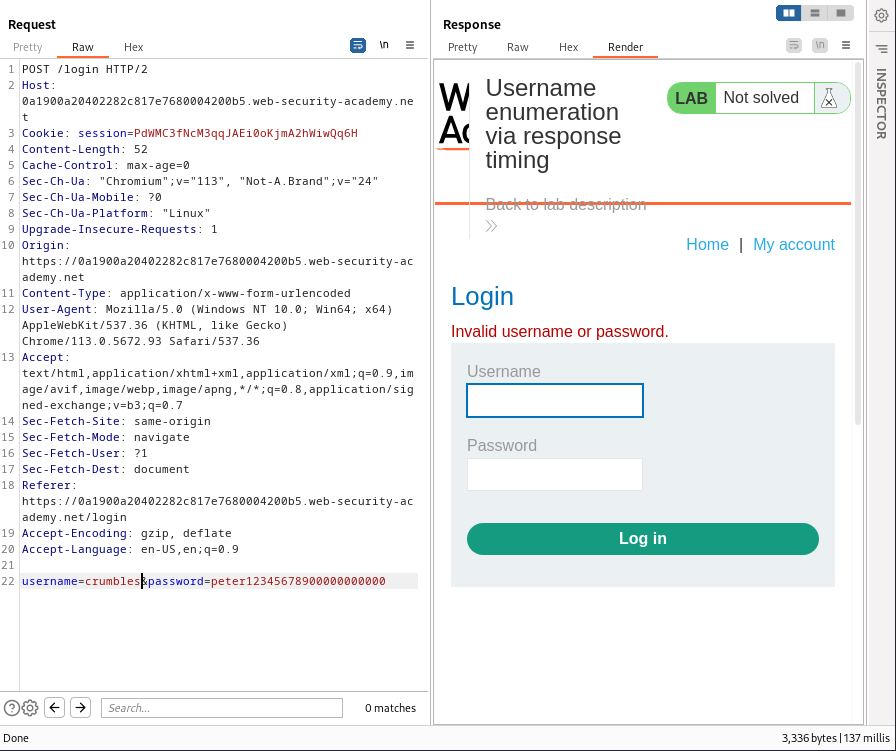 Request
Pretty Raw Hex
\n
1 POST /login HTTP/2
2 Host:
0a1900a20402282c817e7680004200b5.web-security-academy.ne
t
3 Cookie: session=PdWMC3fNcM3qqJAEi0oKjmA2hWiwQq6H
4 Content-Length: 52
5 Cache-Control: max-age=0
6 Sec-Ch-Ua: "Chromium";v="113", "Not-A.Brand";v="24"
7 Sec-Ch-Ua-Mobile: ?0
8 Sec-Ch-Ua-Platform: "Linux"
9 Upgrade-Insecure-Requests: 1
10 Origin:
https://0a1900a20402282c817e7680004200b5.web-security-ac
ademy.net
11 Content-Type: application/x-www-form-urlencoded
12 User-Agent: Mozilla/5.0 (Windows NT 10.0; Win64; x64)
AppleWebKit/537.36 (KHTML, like Gecko)
Chrome/113.0.5672.93 Safari/537.36
13 Accept:
text/html,application/xhtml+xml,application/xml;q=0.9,im
age/avif,image/webp,image/apng,*/*;q=0.8,application/sig
ned-exchange;v=b3;q=0.7
14 Sec-Fetch-Site: same-origin
15 Sec-Fetch-Mode: navigate
16 Sec-Fetch-User: ?1
17 Sec-Fetch-Dest: document
18 Referer:
https://0a1900a20402282c817e7680004200b5.web-security-ac
ademy.net/login
19 Accept-Encoding: gzip, deflate
20 Accept-Language: en-US,en;q=0.9
21
22 username=crumbles&password=peter12345678900000000000
Search...
0 matches
Done
Response
Pretty Raw Hex Render
\n
W
Ac
Username
enumeration
via response
timing
LAB Not solved
Back to lab description
Home | My account
Login
Invalid username or password.
Username
Password
Log in
INSPECTOR
3,336 bytes | 137 millis